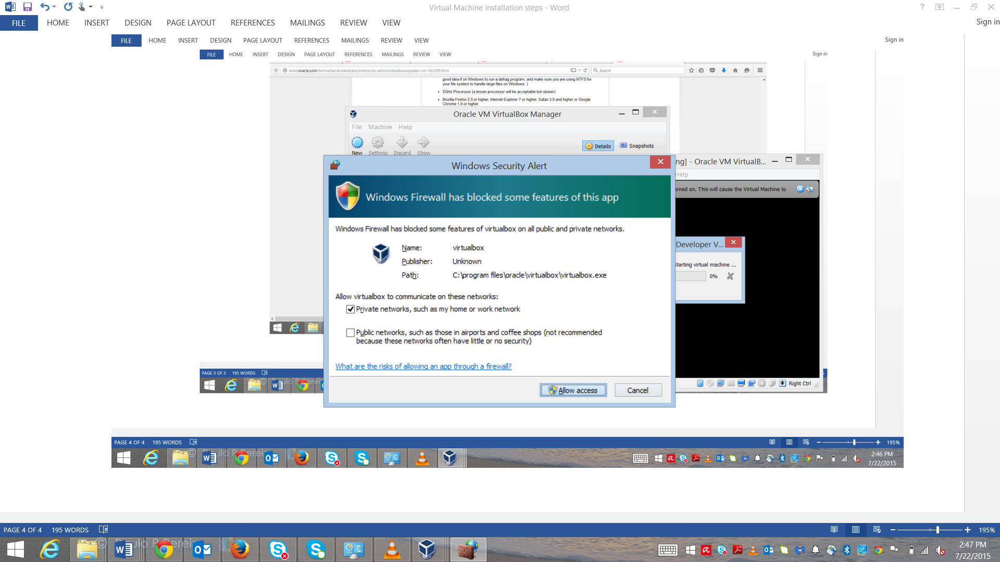 Virtual Machine installation steps - Word
?
FILE HOME INSERT DESIGN PAGE LAYOUT REFERENCES MAILINGS REVIEW VIEW
Sign in
FILE HOME INSERT DESIGN PAGE LAYOUT REFERENCES MAILINGS REVIEW VIEW
Sign in
FILE HOME INSERT DESIGN PAGE LAYOUT REFERENCES MAILINGS REVIEW VIEW
Sign in
www.oracle.com/technetwork/database/enterprise-edition/databaseappdev-vm-161299.html
Search
good idea if on Windows to run a defrag program, and make sure you are using NTFS for
your file system to handle large files on Windows. )
• 2GHz Processor (a lesser processor will be acceptable but slower)
• Mozilla Firefox 2.0 or higher, Internet Explorer 7 or higher, Safari 3.0 and higher or Google
Chrome 1.0 or higher
Oracle VM VirtualBox Manager
File Machine Help
New Settings Discard Show
Details Snapshots
ng] - Oracle VM VirtualB...
Help
urned on. This will cause the Virtual Machine to
Developer V...
Starting virtual machine ...
0%
Right Ctrl
Windows Security Alert
Windows Firewall has blocked some features of this app
Windows Firewall has blocked some features of virtualbox on all public and private networks.
Name: virtualbox
Publisher: Unknown
Path: C:\program files\oracle\virtualbox\virtualbox.exe
Allow virtualbox to communicate on these networks:
Private networks, such as my home or work network
Public networks, such as those in airports and coffee shops (not recommended
because these networks often have little or no security)
What are the risks of allowing an app through a firewall?
Allow access Cancel
PAGE 3 OF 3 195 WORDS
PAGE 4 OF 4 195 WORDS
195%
2:46 PM
7/22/2015
PAGE 4 OF 4 195 WORDS
195%
2:47 PM
7/22/2015